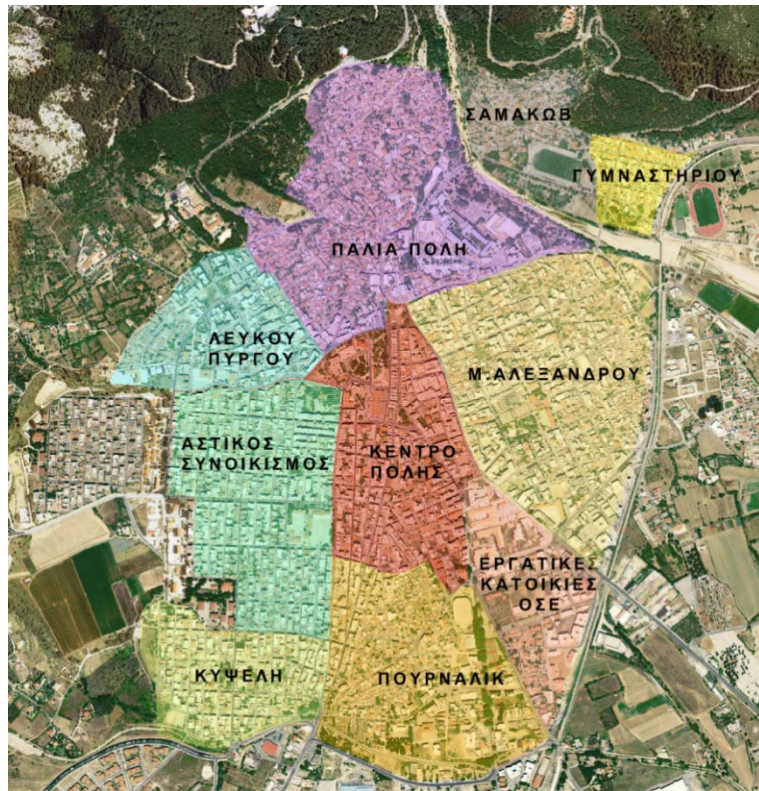 ΣΑΜΑΚΩΒ
ΓΥΜΝΑΣΤΗΡΙΟΥ
ΠΑΛΙΑ ΠΟΛΗ
ΛΕΥΚΟΥ
ΠΥΡΓΟΥ
Μ.ΑΛΕΞΑΝΔΡΟΥ
ΑΣΤΙΚΟΣ
ΣΥΝΟΙΚΙΣΜΟΣ
ΚΕΝΤΡΟ
ΠΟΛΗΣ
ΕΡΓΑΤΙΚΕΣ
ΚΑΤΟΙΚΙΕΣ
ΟΣΕ
ΚΥΨΕΛΗ
ΠΟΥΡΝΑΛΙΚ